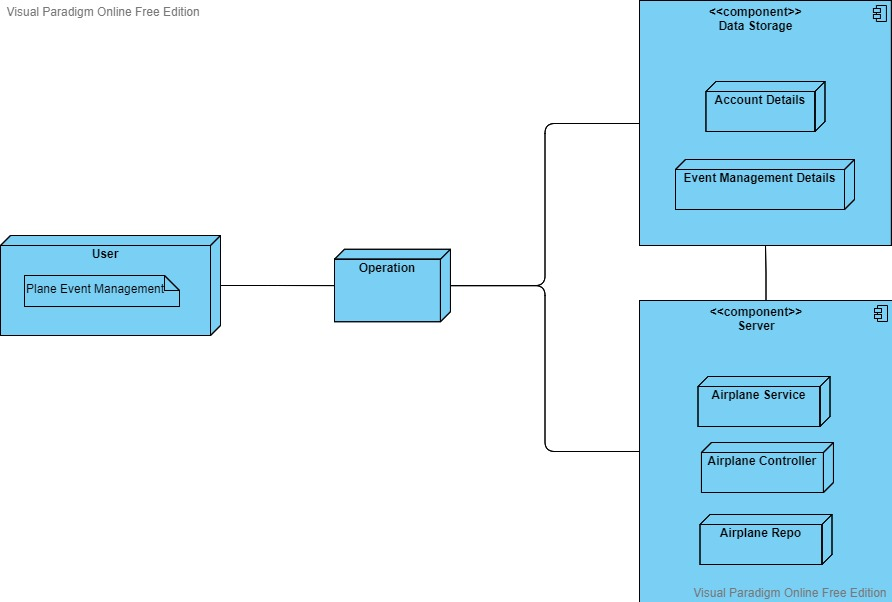 Visual Paradigm Online Free Edition
<<component>>
Data Storage
Account Details
Event Management Details
User
Plane Event Management
Operation
<<component>>
Server
Airplane Service
Airplane Controller
Airplane Repo
Visual Paradigm Online Free Edition